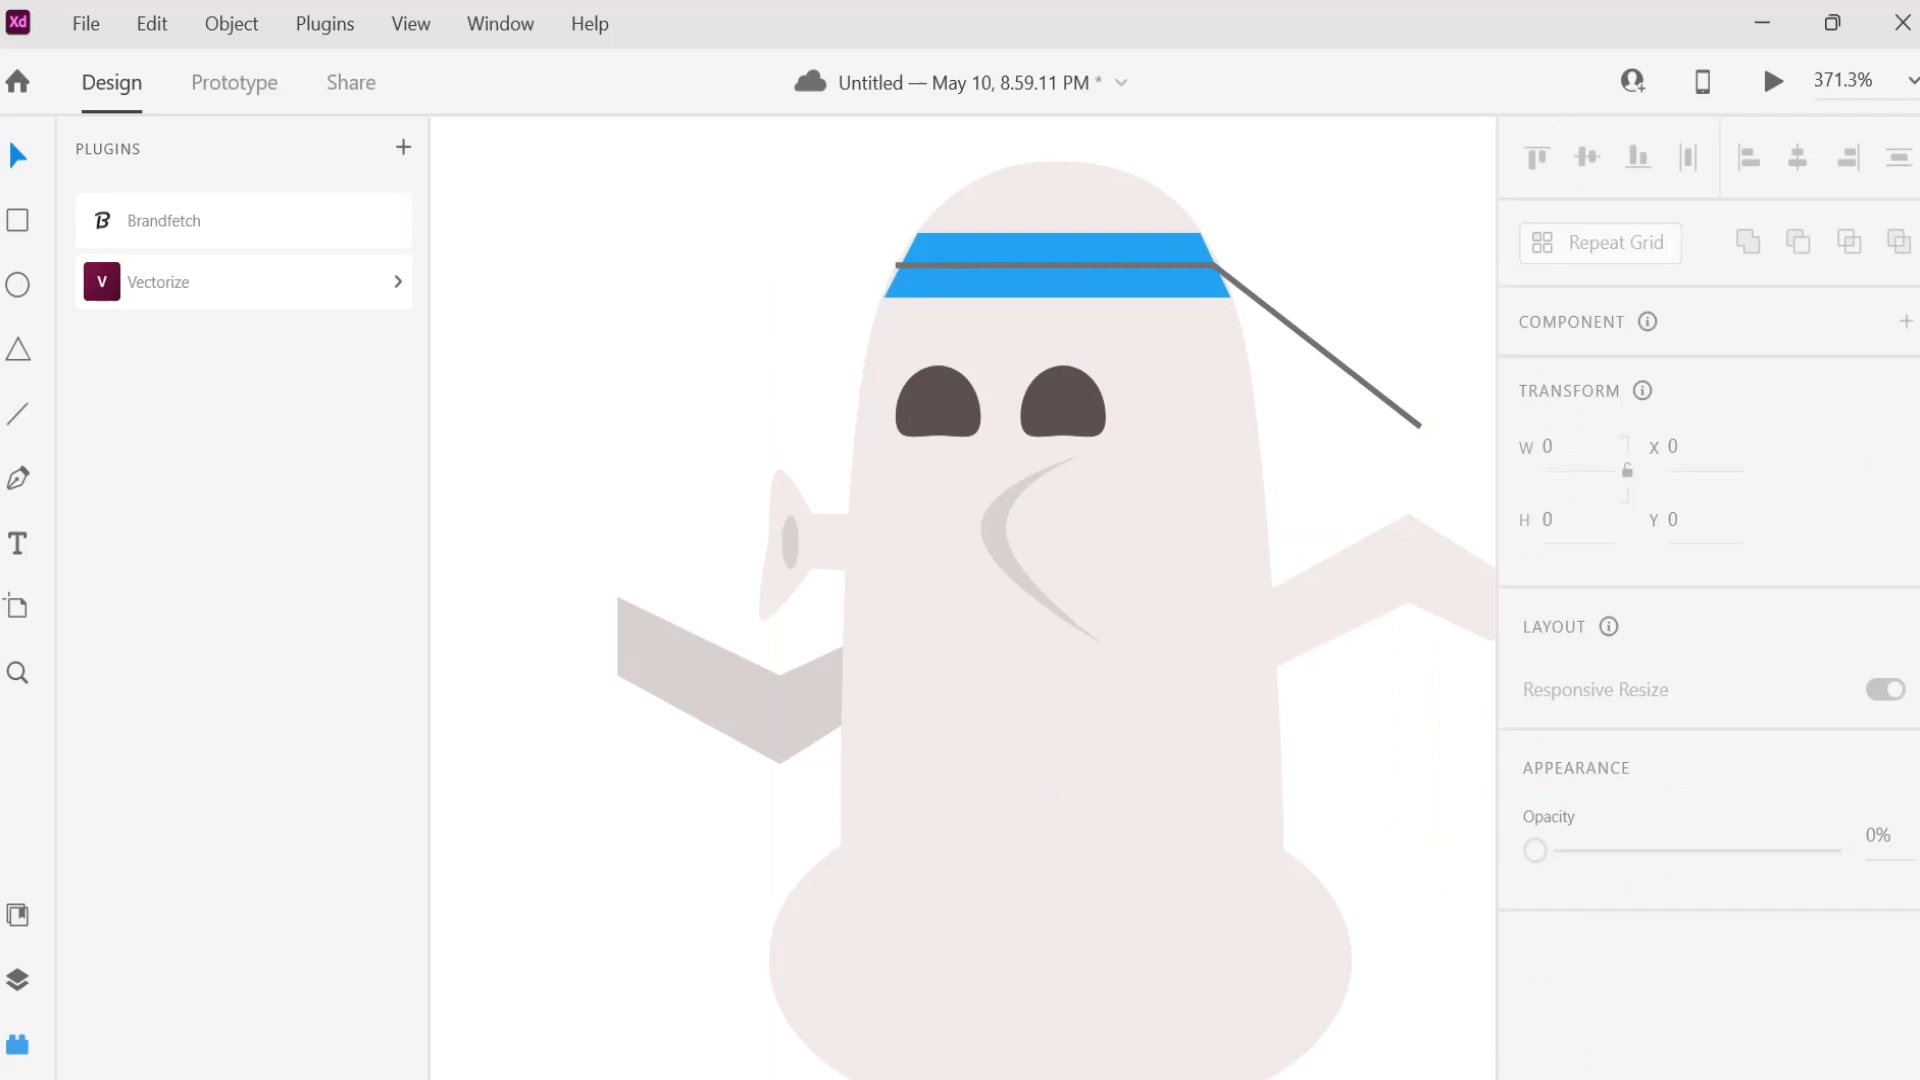 Xd File Edit Object Plugins View Window Help
Design Prototype Share Untitled — May 10, 8.59.11 PM * 371.3%
PLUGINS +
Brandfetch
V Vectorize
Repeat Grid
COMPONENT
TRANSFORM
W 0 X 0
H 0 Y 0
LAYOUT
Responsive Resize
APPEARANCE
Opacity
0%